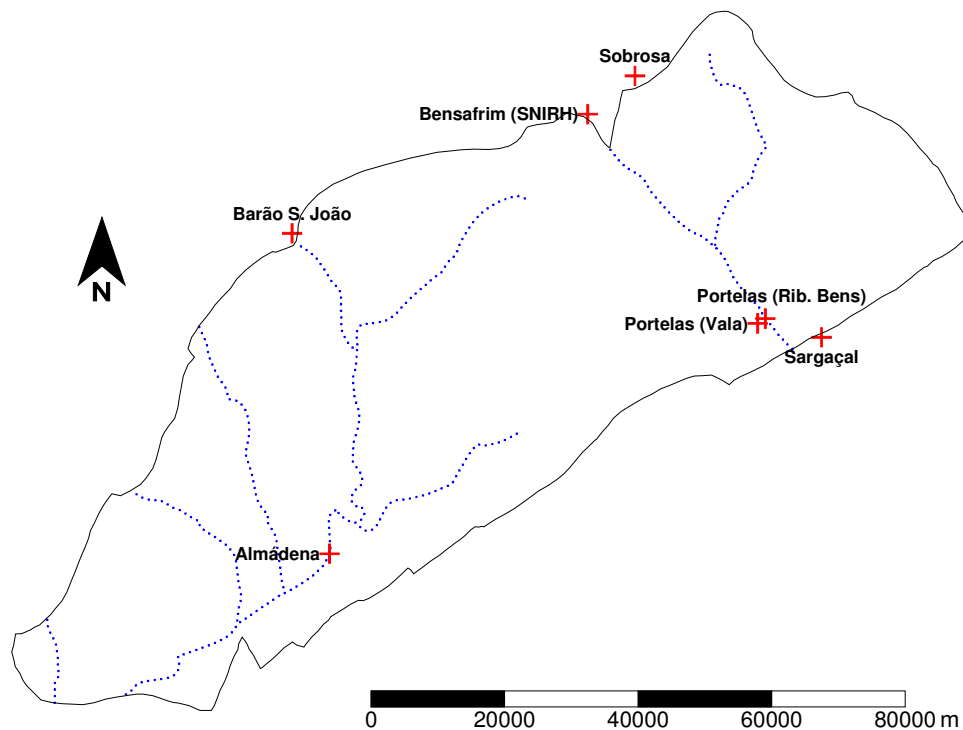 Sobrosa
Bensafrim (SNIRH)
Barão S. João
N
Portelas (Rib. Bens)
Portelas (Vala)
Sargaçal
Almádena
0 20000 40000 60000 80000 m